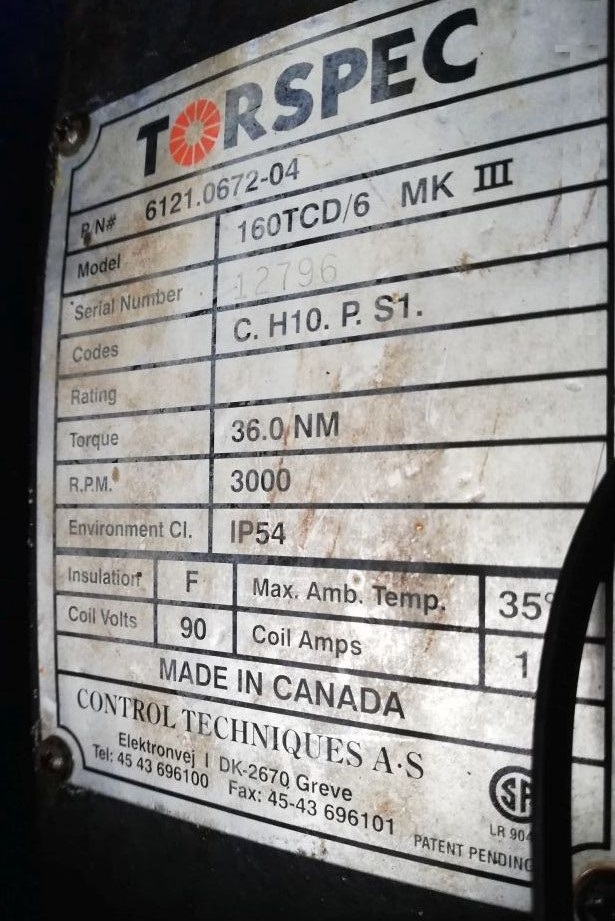 TORSPEC
P/N# 6121.0672-04
Model 160TCD/6 MK III
Serial Number 12796
Codes C. H10. P. S1.
Rating
Torque 36.0 NM
R.P.M. 3000
Environment Cl. IP54
Insulation F Max. Amb. Temp. 35°
Coil Volts 90 Coil Amps 1
MADE IN CANADA
CONTROL TECHNIQUES A·S
Elektronvej 1 DK-2670 Greve
Tel: 45 43 696100 Fax: 45-43 696101
LR 904
PATENT PENDING